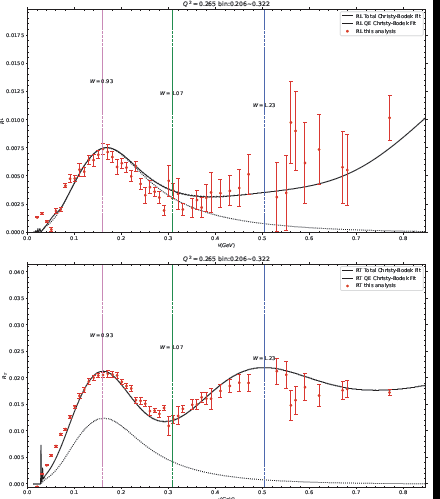 Q² = 0.265 bin:0.206~0.322
RL Total Christy-Bodek Fit
RL QE Christy-Bodek Fit
RL this analysis
W = 0.93
W = 1.07
W = 1.23
0.0175
0.0150
0.0125
0.0100
0.0075
0.0050
0.0025
0.0000
RL
0.0 0.1 0.2 0.3 0.4 0.5 0.6 0.7 0.8
ν(GeV)
Q² = 0.265 bin:0.206~0.322
RT Total Christy-Bodek Fit
RT QE Christy-Bodek Fit
RT this analysis
W = 0.93
W = 1.07
W = 1.23
0.040
0.035
0.030
0.025
0.020
0.015
0.010
0.005
0.000
RT
0.0 0.1 0.2 0.3 0.4 0.5 0.6 0.7 0.8